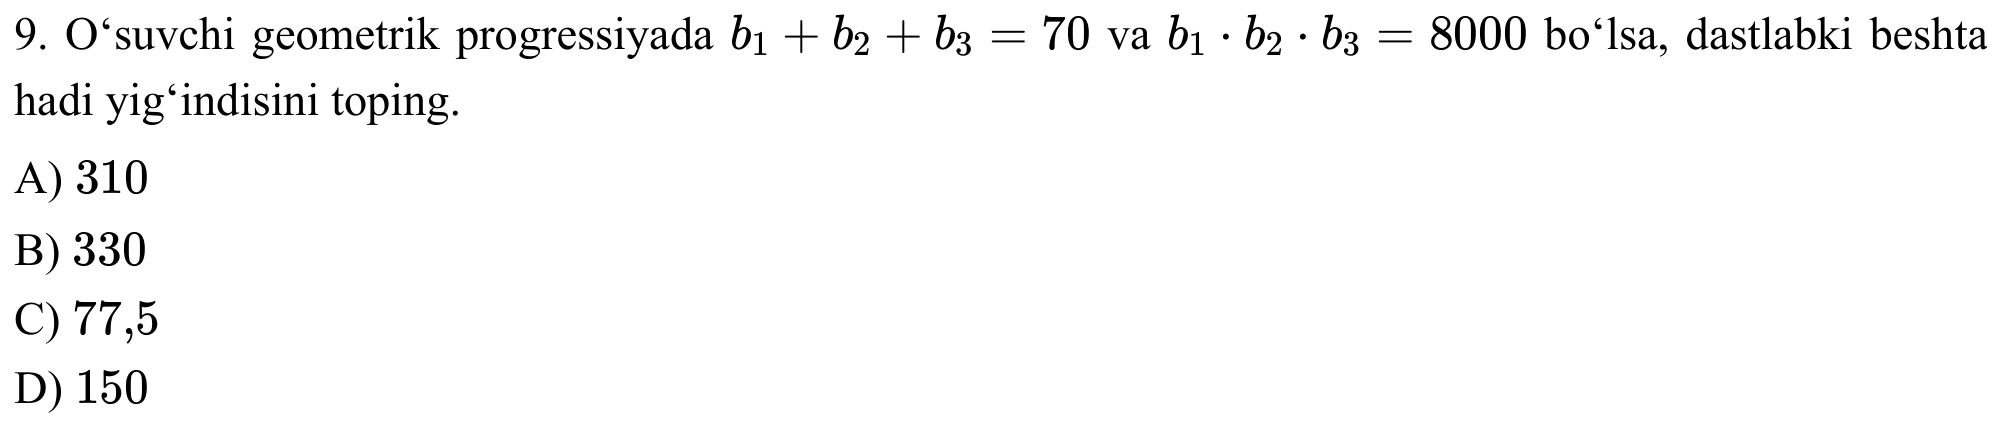 9. O‘suvchi geometrik progressiyada b₁ + b₂ + b₃ = 70 va b₁ · b₂ · b₃ = 8000 bo‘lsa, dastlabki beshta
hadi yig‘indisini toping.
A) 310
B) 330
C) 77,5
D) 150